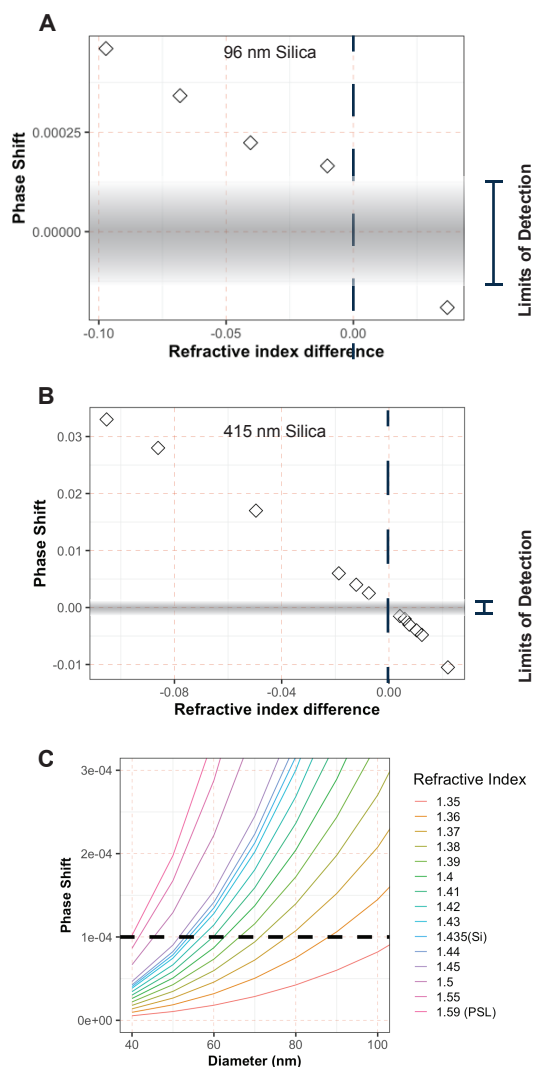 A
96 nm Silica
0.00025
0.00000
Phase Shift
-0.10
-0.05
0.00
Refractive index difference
Limits of Detection
B
415 nm Silica
0.03
0.02
0.01
0.00
-0.01
Phase Shift
-0.08
-0.04
0.00
Refractive index difference
Limits of Detection
C
3e-04
2e-04
1e-04
0e+00
Phase Shift
40
60
80
100
Diameter (nm)
Refractive Index
1.35
1.36
1.37
1.38
1.39
1.4
1.41
1.42
1.43
1.435(Si)
1.44
1.45
1.5
1.55
1.59 (PSL)